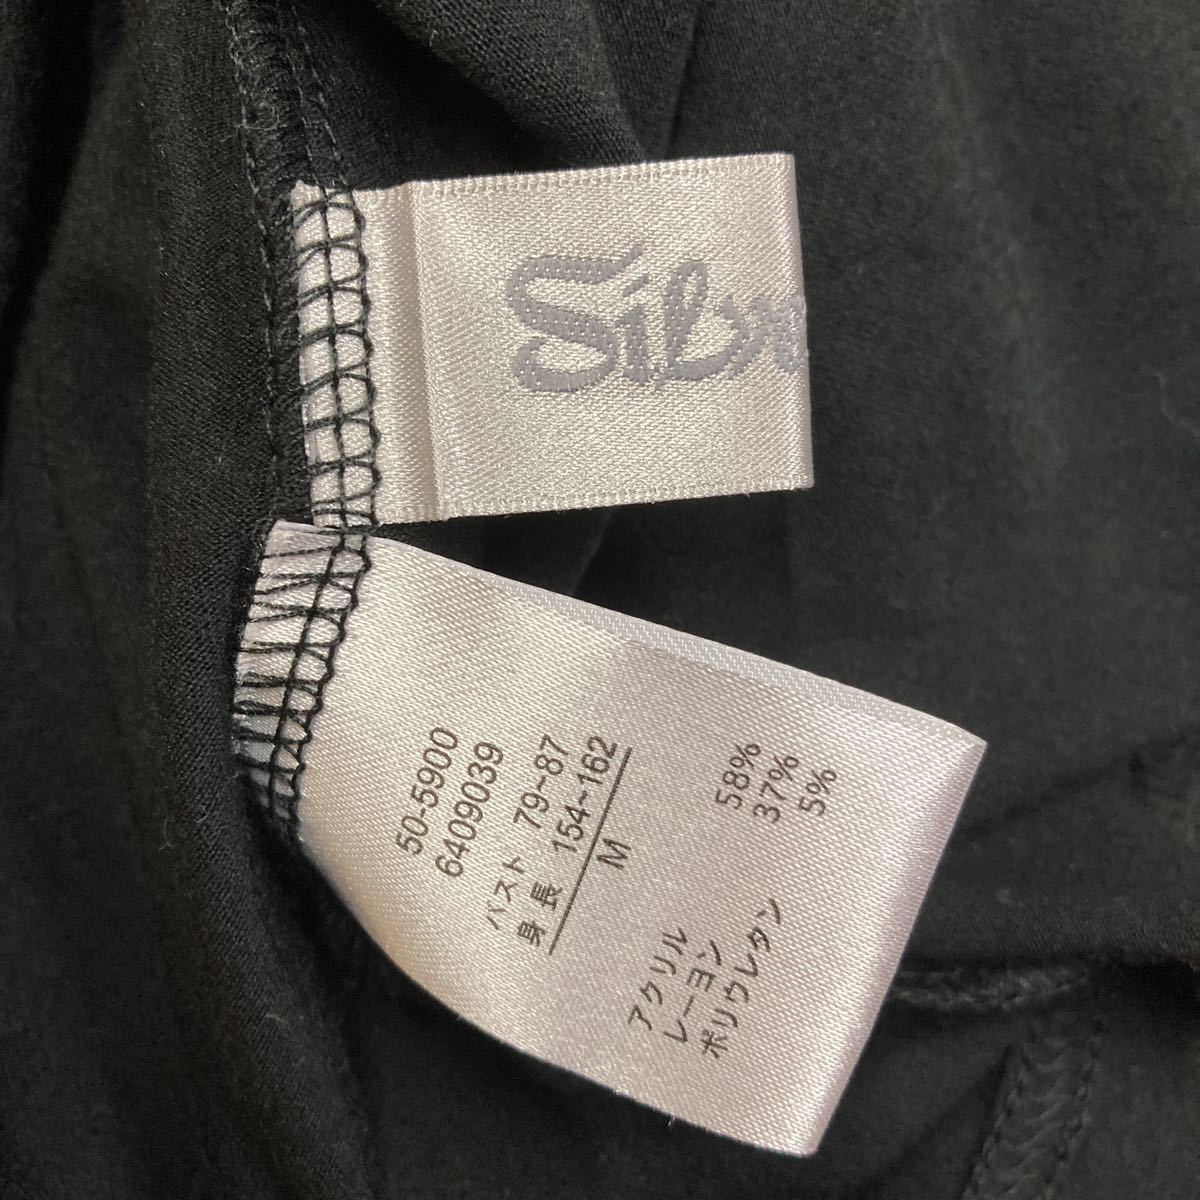 50-5900
6409039
バスト 79~87
身長 154~162
M
アクリル 58%
レーヨン 37%
ポリウレタン 5%